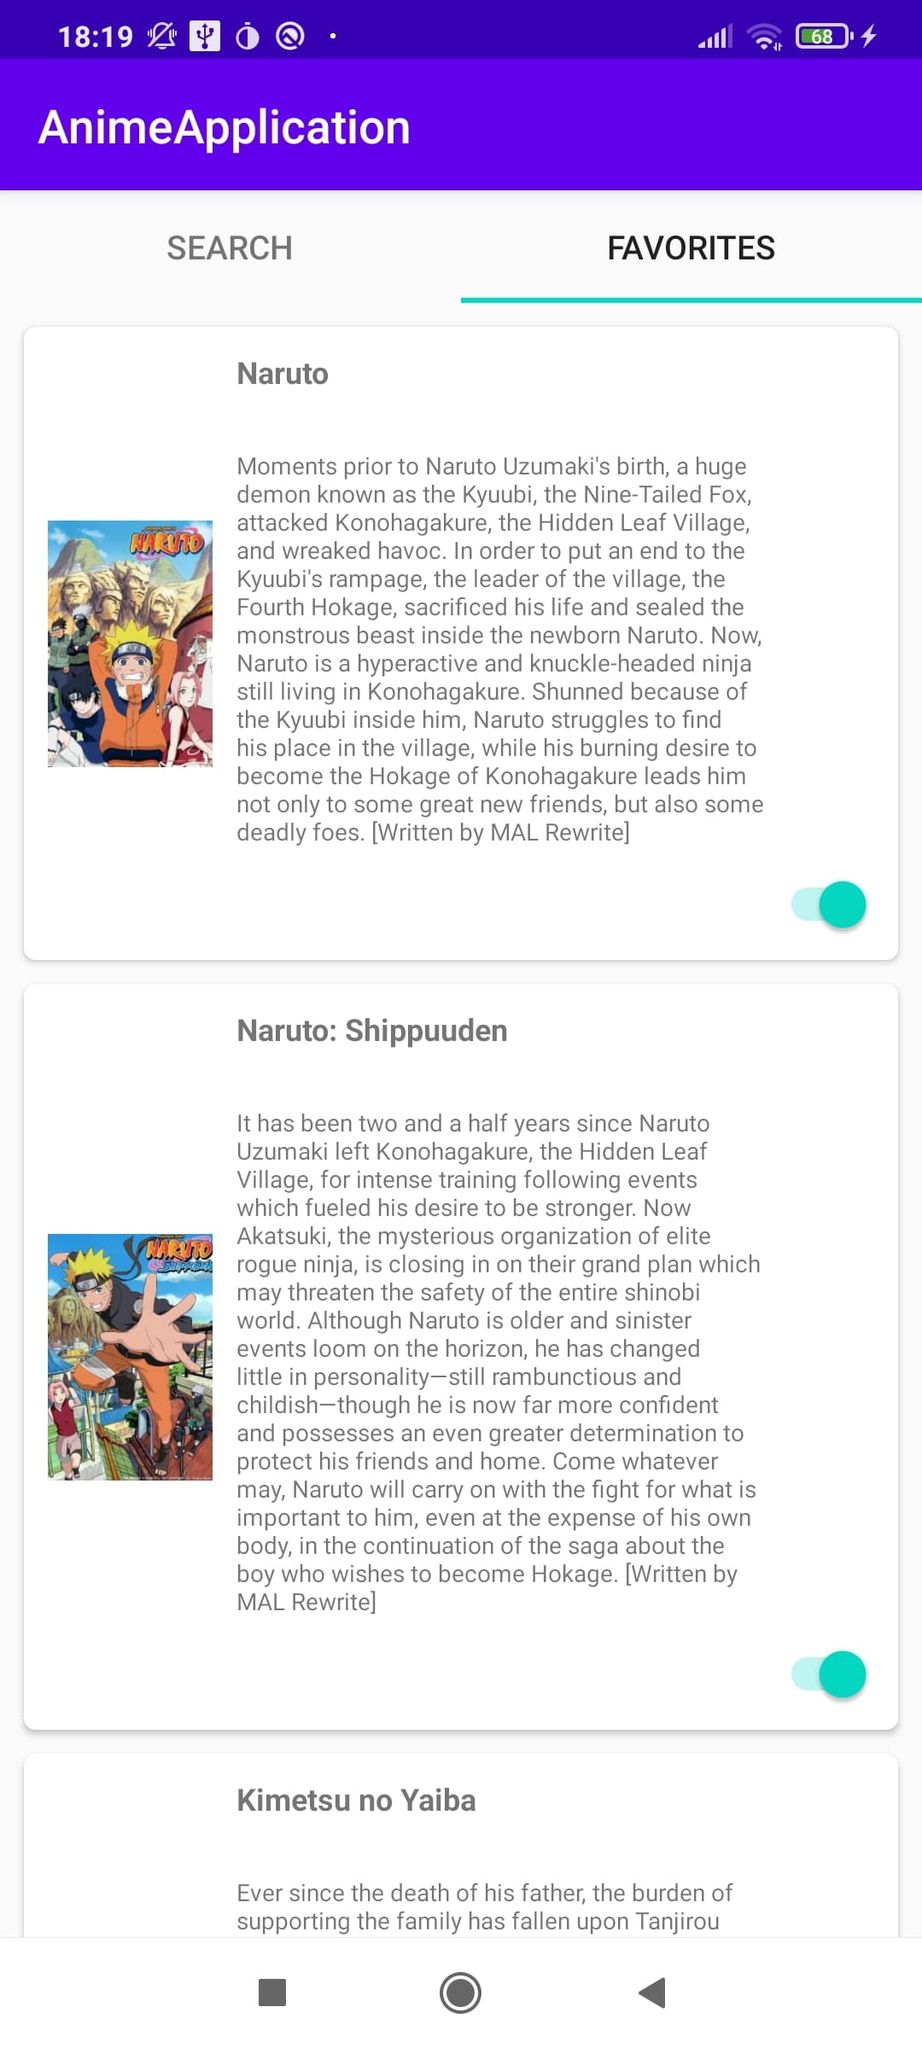 18:19
68
AnimeApplication
SEARCH
FAVORITES
Naruto
Moments prior to Naruto Uzumaki's birth, a huge
demon known as the Kyuubi, the Nine-Tailed Fox,
attacked Konohagakure, the Hidden Leaf Village,
and wreaked havoc. In order to put an end to the
Kyuubi's rampage, the leader of the village, the
Fourth Hokage, sacrificed his life and sealed the
monstrous beast inside the newborn Naruto. Now,
Naruto is a hyperactive and knuckle-headed ninja
still living in Konohagakure. Shunned because of
the Kyuubi inside him, Naruto struggles to find
his place in the village, while his burning desire to
become the Hokage of Konohagakure leads him
not only to some great new friends, but also some
deadly foes. [Written by MAL Rewrite]
NARUTO
Naruto: Shippuuden
It has been two and a half years since Naruto
Uzumaki left Konohagakure, the Hidden Leaf
Village, for intense training following events
which fueled his desire to be stronger. Now
Akatsuki, the mysterious organization of elite
rogue ninja, is closing in on their grand plan which
may threaten the safety of the entire shinobi
world. Although Naruto is older and sinister
events loom on the horizon, he has changed
little in personality—still rambunctious and
childish—though he is now far more confident
and possesses an even greater determination to
protect his friends and home. Come whatever
may, Naruto will carry on with the fight for what is
important to him, even at the expense of his own
body, in the continuation of the saga about the
boy who wishes to become Hokage. [Written by
MAL Rewrite]
NARUTO
Kimetsu no Yaiba
Ever since the death of his father, the burden of
supporting the family has fallen upon Tanjirou